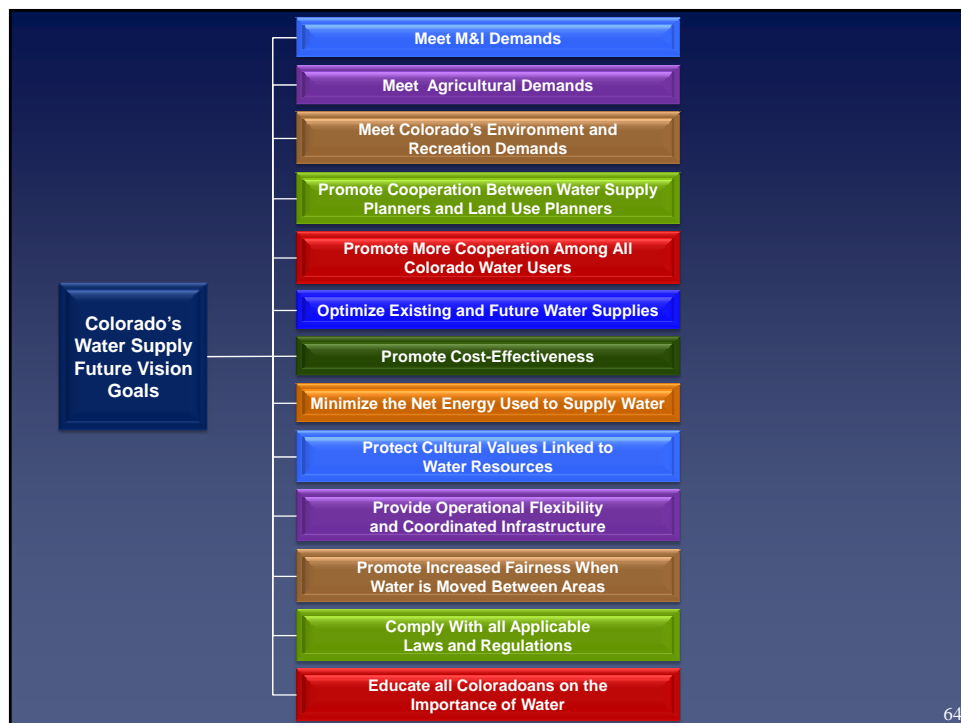 Meet M&I Demands
Meet Agricultural Demands
Meet Colorado's Environment and
Recreation Demands
Promote Cooperation Between Water Supply
Planners and Land Use Planners
Promote More Cooperation Among All
Colorado Water Users
Optimize Existing and Future Water Supplies
Colorado's
Water Supply
Future Vision
Goals
Promote Cost-Effectiveness
Minimize the Net Energy Used to Supply Water
Protect Cultural Values Linked to
Water Resources
Provide Operational Flexibility
and Coordinated Infrastructure
Promote Increased Fairness When
Water is Moved Between Areas
Comply With all Applicable
Laws and Regulations
Educate all Coloradoans on the
Importance of Water
64